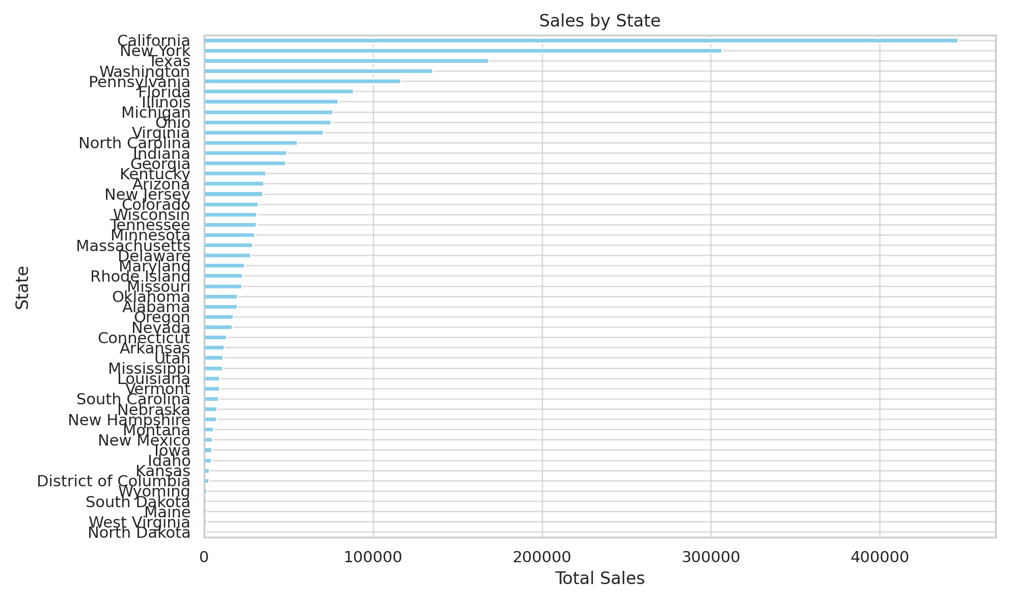 Sales by State
California
New York
Texas
Washington
Pennsylvania
Florida
Illinois
Michigan
Ohio
Virginia
North Carolina
Indiana
Georgia
Kentucky
Arizona
New Jersey
Colorado
Wisconsin
Tennessee
Minnesota
Massachusetts
Delaware
Maryland
Rhode Island
Missouri
Oklahoma
Alabama
Oregon
Nevada
Connecticut
Arkansas
Utah
Mississippi
Louisiana
Vermont
South Carolina
Nebraska
New Hampshire
Montana
New Mexico
Iowa
Idaho
Kansas
District of Columbia
Wyoming
South Dakota
Maine
West Virginia
North Dakota
State
0 100000 200000 300000 400000
Total Sales